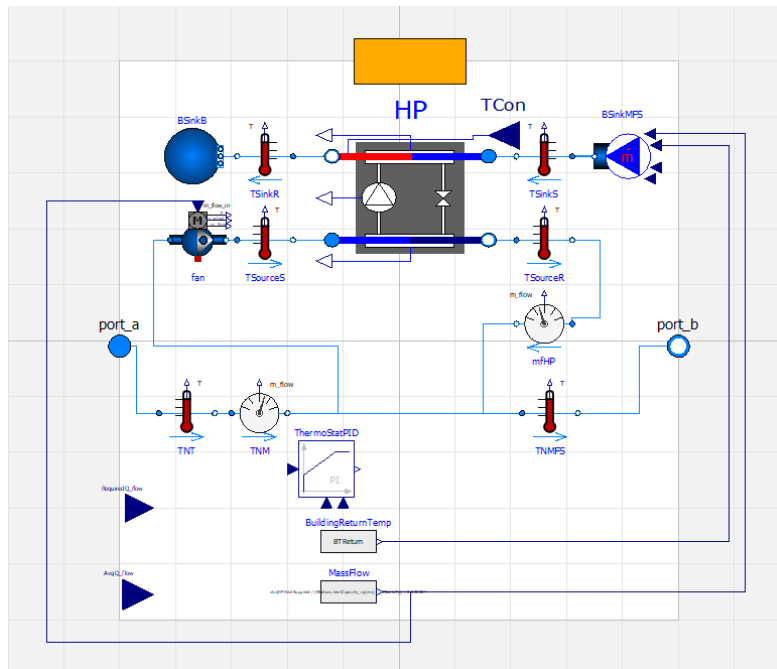 HP
TCon
BSinkB
BSinkMFS
T
T
ṁ
TSinkR
TSinkS
m_flow_in
M
T
T
fan
TSourceS
TSourceR
m_flow
port_a
port_b
mfHP
T
m_flow
T
TNT
TNM
TNMFS
ThermoStatPID
PI
RequiredQ_flow
BuildingReturnTemp
BTReturn
AvgQ_flow
MassFlow